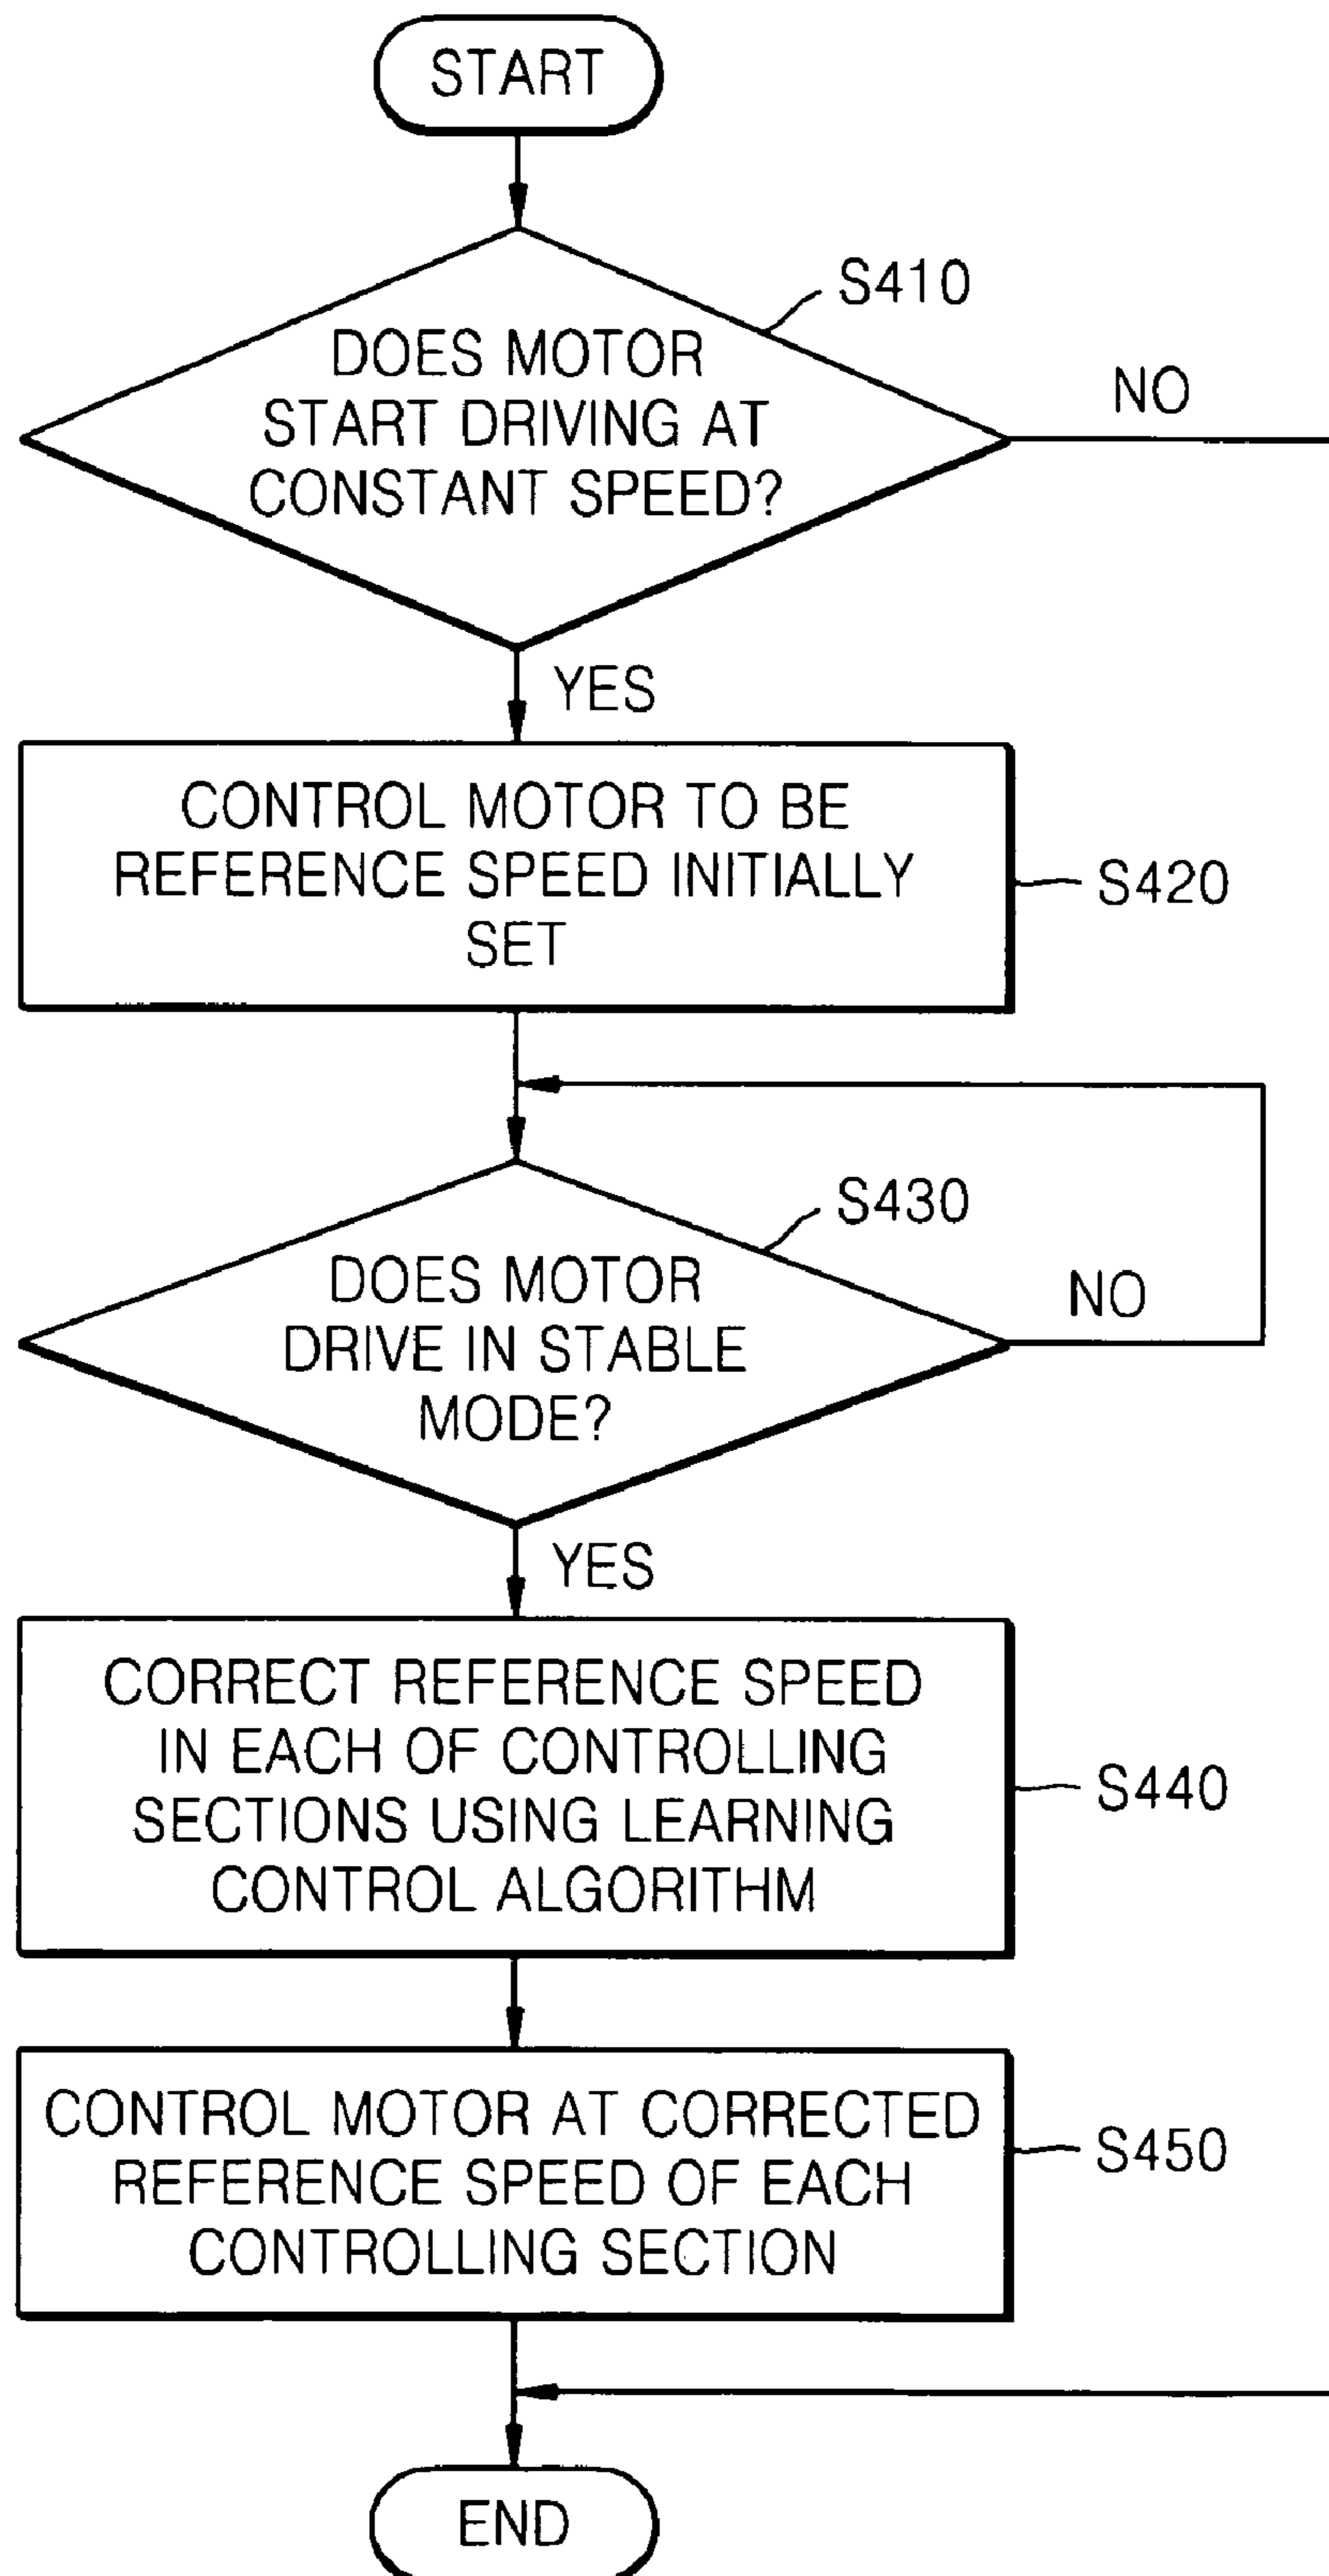 START
S410
DOES MOTOR
START DRIVING AT
CONSTANT SPEED?
NO
YES
CONTROL MOTOR TO BE
REFERENCE SPEED INITIALLY
SET
S420
S430
DOES MOTOR
DRIVE IN STABLE
MODE?
NO
YES
CORRECT REFERENCE SPEED
IN EACH OF CONTROLLING
SECTIONS USING LEARNING
CONTROL ALGORITHM
S440
CONTROL MOTOR AT CORRECTED
REFERENCE SPEED OF EACH
CONTROLLING SECTION
S450
END